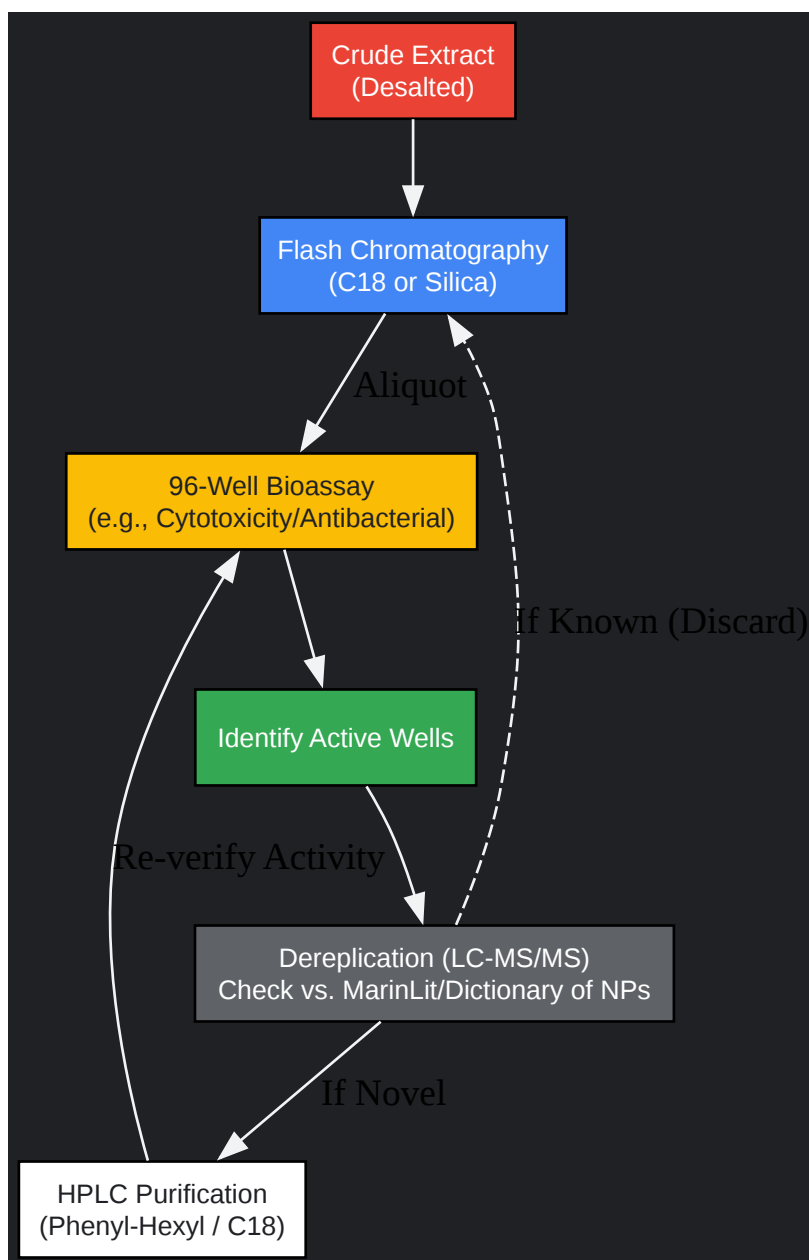 Crude Extract
(Desalted)
Flash Chromatography
(C18 or Silica)
Aliquot
96-Well Bioassay
(e.g., Cytotoxicity/Antibacterial)
If Known (Discard)
Identify Active Wells
Re-verify Activity
Dereplication (LC-MS/MS)
Check vs. MarinLit/Dictionary of NPs
If Novel
HPLC Purification
(Phenyl-Hexyl / C18)